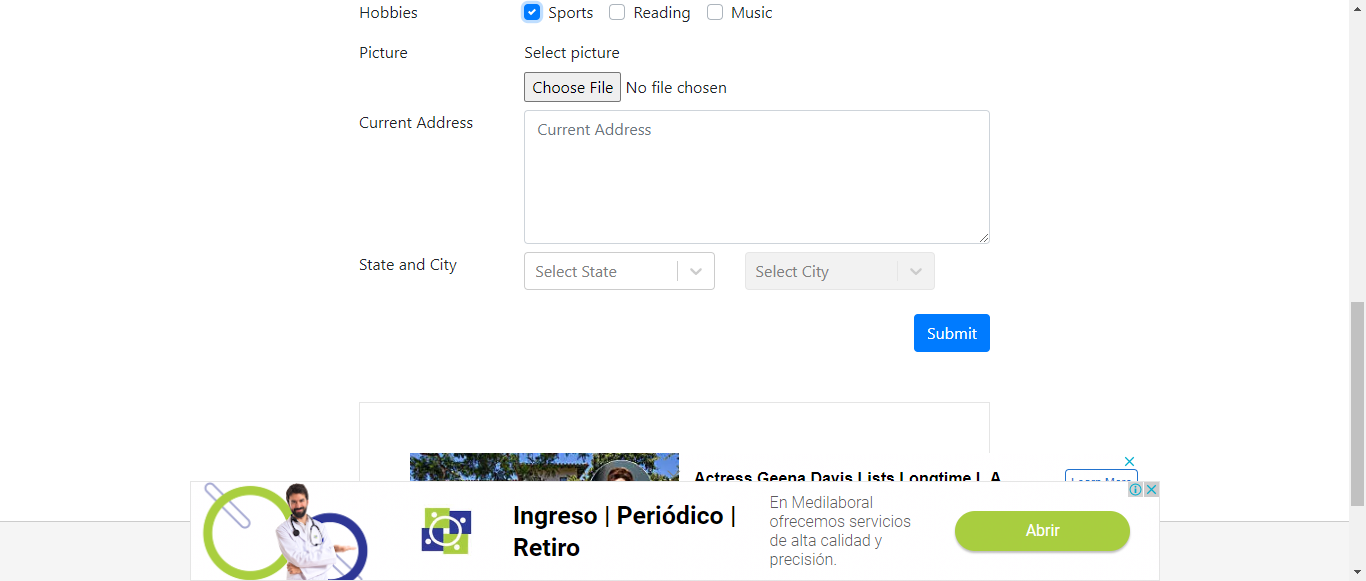 Hobbies Sports Reading Music
Picture Select picture
Choose File No file chosen
Current Address Current Address
State and City Select State Select City
Submit
Actress Geena Davis Lists Longtime L.A.
Learn More
Ingreso | Periódico |
Retiro
En Medilaboral
ofrecemos servicios
de alta calidad y
precisión.
Abrir